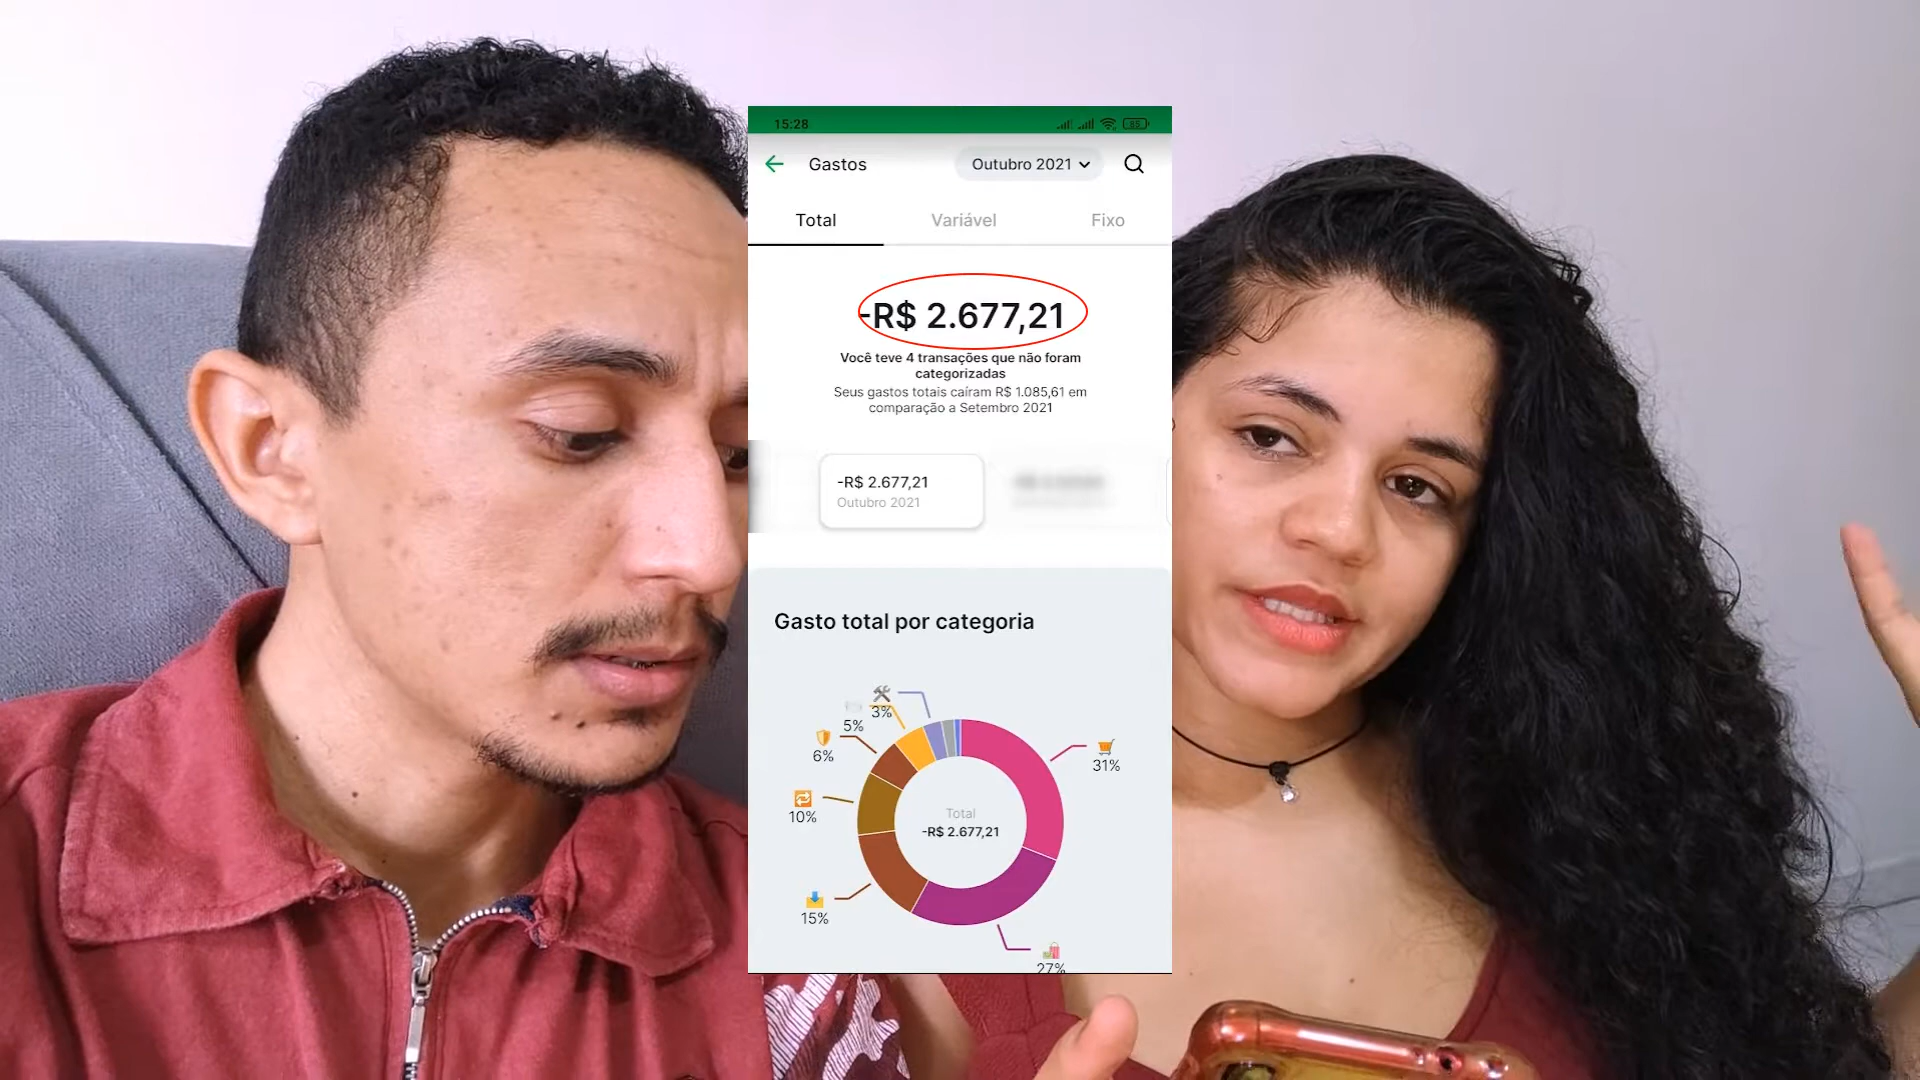 15:28
85
Gastos
Outubro 2021
Total
Variável
Fixo
-R$ 2.677,21
Você teve 4 transações que não foram
categorizadas
Seus gastos totais caíram R$ 1.085,61 em
comparação a Setembro 2021
-R$ 2.677,21
Outubro 2021
Gasto total por categoria
3%
5%
6%
31%
10%
Total
-R$ 2.677,21
15%
27%